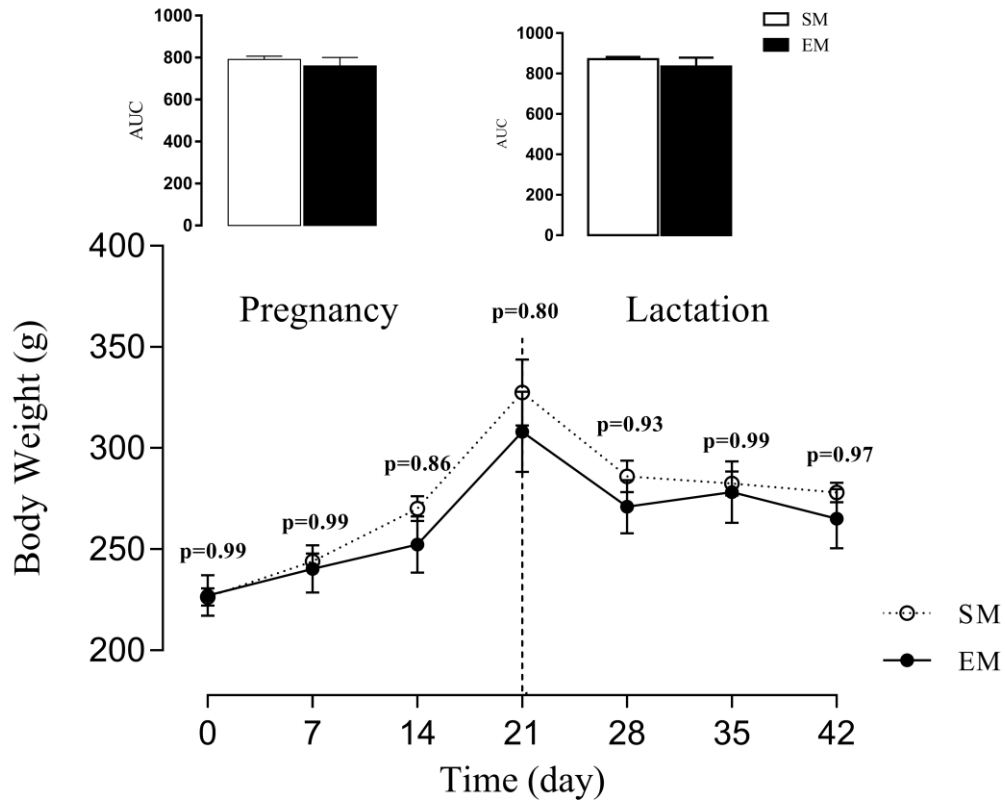 1000
800
600
400
200
0
AUC
1000
800
600
400
200
0
AUC
SM
EM
400
350
300
250
200
Body Weight (g)
Pregnancy
Lactation
p=0.99
p=0.99
p=0.86
p=0.80
p=0.93
p=0.99
p=0.97
SM
EM
0 7 14 21 28 35 42
Time (day)